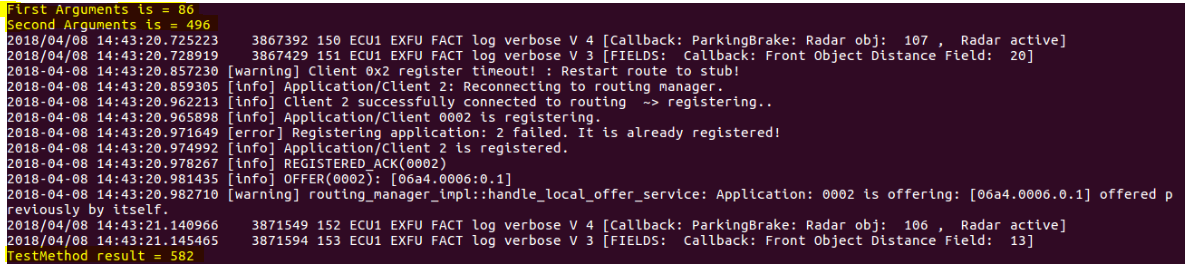 First Arguments is = 86
Second Arguments is = 496
2018/04/08 14:43:20.725223    3867392 150 ECU1 EXFU FACT log verbose V 4 [Callback: ParkingBrake: Radar obj:  107 ,  Radar active]
2018/04/08 14:43:20.728919    3867429 151 ECU1 EXFU FACT log verbose V 3 [FIELDS:  Callback: Front Object Distance Field:  20]
2018-04-08 14:43:20.857230 [warning] Client 0x2 register timeout! : Restart route to stub!
2018-04-08 14:43:20.859305 [info] Application/Client 2: Reconnecting to routing manager.
2018-04-08 14:43:20.962213 [info] Client 2 successfully connected to routing  ~> registering..
2018-04-08 14:43:20.965898 [info] Application/Client 0002 is registering.
2018-04-08 14:43:20.971649 [error] Registering application: 2 failed. It is already registered!
2018-04-08 14:43:20.974992 [info] Application/Client 2 is registered.
2018-04-08 14:43:20.978267 [info] REGISTERED_ACK(0002)
2018-04-08 14:43:20.981435 [info] OFFER(0002): [06a4.0006:0.1]
2018-04-08 14:43:20.982710 [warning] routing_manager_impl::handle_local_offer_service: Application: 0002 is offering: [06a4.0006.0.1] offered p
reviously by itself.
2018/04/08 14:43:21.140966    3871549 152 ECU1 EXFU FACT log verbose V 4 [Callback: ParkingBrake: Radar obj:  106 ,  Radar active]
2018/04/08 14:43:21.145465    3871594 153 ECU1 EXFU FACT log verbose V 3 [FIELDS:  Callback: Front Object Distance Field:  13]
TestMethod result = 582